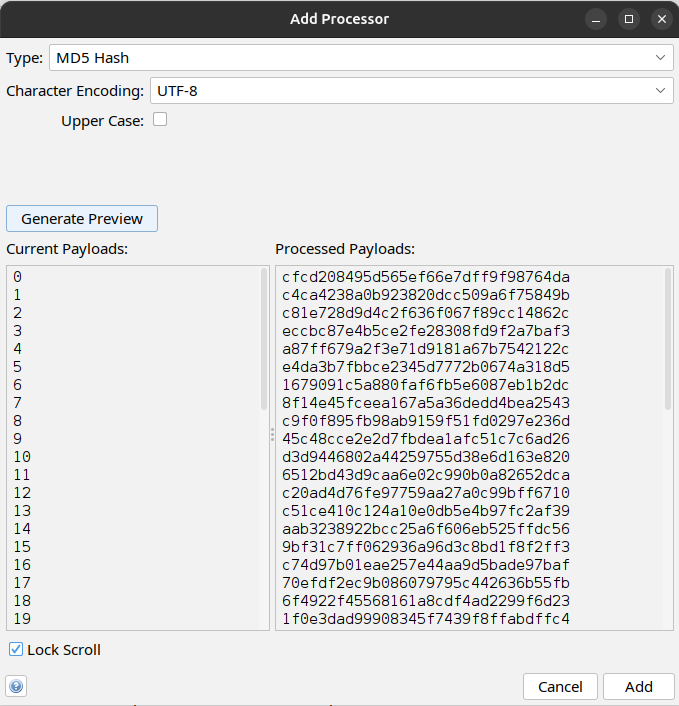 Add Processor
Type: MD5 Hash
Character Encoding: UTF-8
Upper Case:
Generate Preview
Current Payloads: Processed Payloads:
0 cfcd208495d565ef66e7dff9f98764da
1 c4ca4238a0b923820dcc509a6f75849b
2 c81e728d9d4c2f636f067f89cc14862c
3 eccbc87e4b5ce2fe28308fd9f2a7baf3
4 a87ff679a2f3e71d9181a67b7542122c
5 e4da3b7fbbce2345d7772b0674a318d5
6 1679091c5a880faf6fb5e6087eb1b2dc
7 8f14e45fceea167a5a36dedd4bea2543
8 c9f0f895fb98ab9159f51fd0297e236d
9 45c48cce2e2d7fbdea1afc51c7c6ad26
10 d3d9446802a44259755d38e6d163e820
11 6512bd43d9caa6e02c990b0a82652dca
12 c20ad4d76fe97759aa27a0c99bff6710
13 c51ce410c124a10e0db5e4b97fc2af39
14 aab3238922bcc25a6f606eb525ffdc56
15 9bf31c7ff062936a96d3c8bd1f8f2ff3
16 c74d97b01eae257e44aa9d5bade97baf
17 70efdf2ec9b086079795c442636b55fb
18 6f4922f45568161a8cdf4ad2299f6d23
19 1f0e3dad99908345f7439f8ffabdffc4
Lock Scroll
Cancel Add